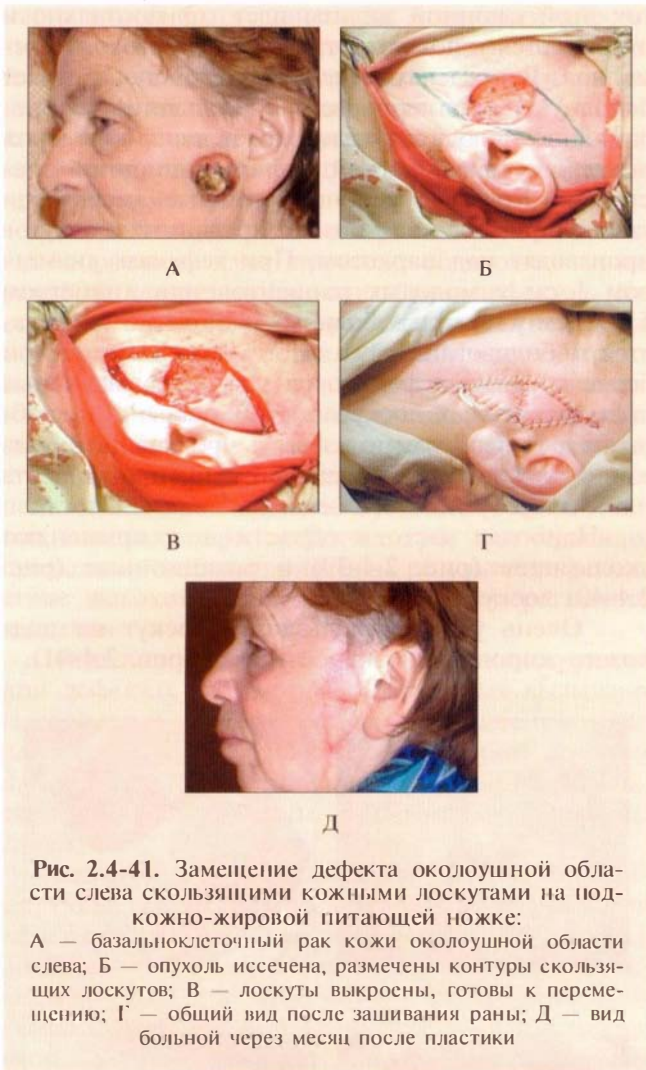 А
Б
В
Г
Д
Рис. 2.4-41. Замещение дефекта околоушной обла-
сти слева скользящими кожными лоскутами на под-
кожно-жировой питающей ножке:
А — базальноклеточный рак кожи околоушной области
слева; Б — опухоль иссечена, размечены контуры скользя-
щих лоскутов; В — лоскуты выкроены, готовы к переме-
щению; Г — общий вид после зашивания раны; Д — вид
больной через месяц после пластики